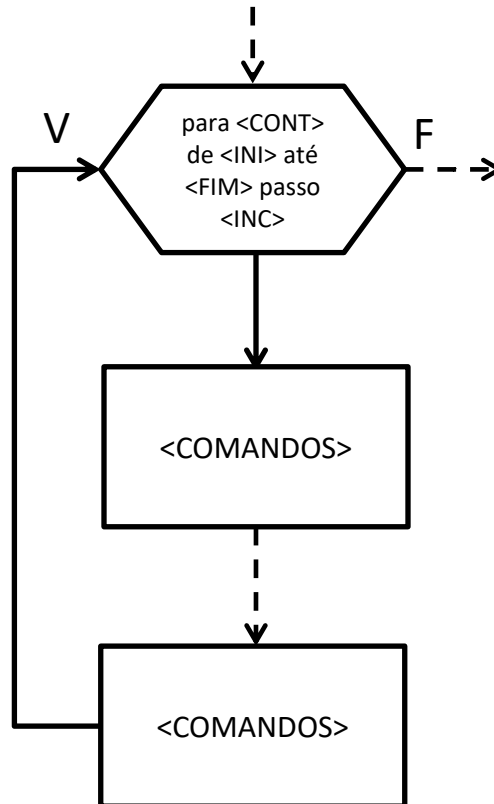 V
para <CONT>
de <INI> até
<FIM> passo
<INC>
F
<COMANDOS>
<COMANDOS>